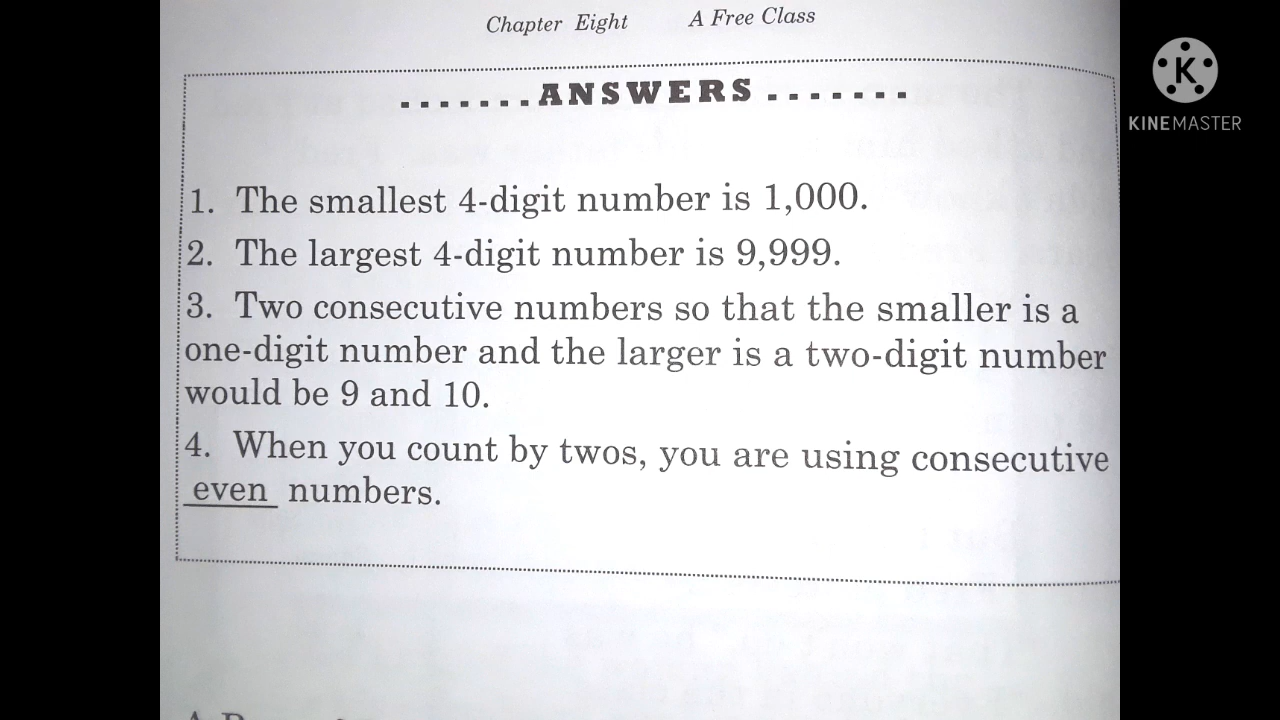 Chapter Eight A Free Class
.......ANSWERS.......
1. The smallest 4-digit number is 1,000.
2. The largest 4-digit number is 9,999.
3. Two consecutive numbers so that the smaller is a
one-digit number and the larger is a two-digit number
would be 9 and 10.
4. When you count by twos, you are using consecutive
even numbers.
KINEMASTER